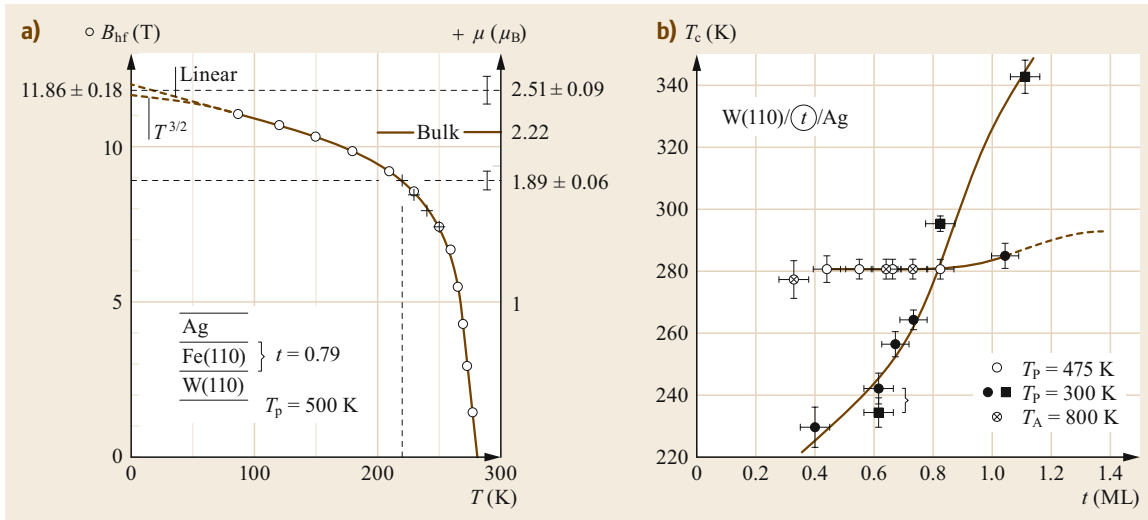 a) B_hf (T) + μ (μ_B)
Linear
11.86 ± 0.18 2.51 ± 0.09
T^3/2
Bulk 2.22
10
1.89 ± 0.06
5 1
Ag
Fe(110) } t = 0.79
W(110)
T_p = 500 K
0
0 100 200 300
T (K)
b) T_c (K)
340
W(110)/t/Ag
320
300
280
260
T_P = 475 K
T_P = 300 K
240
T_A = 800 K
220
0 0.2 0.4 0.6 0.8 1.0 1.2 1.4
t (ML)